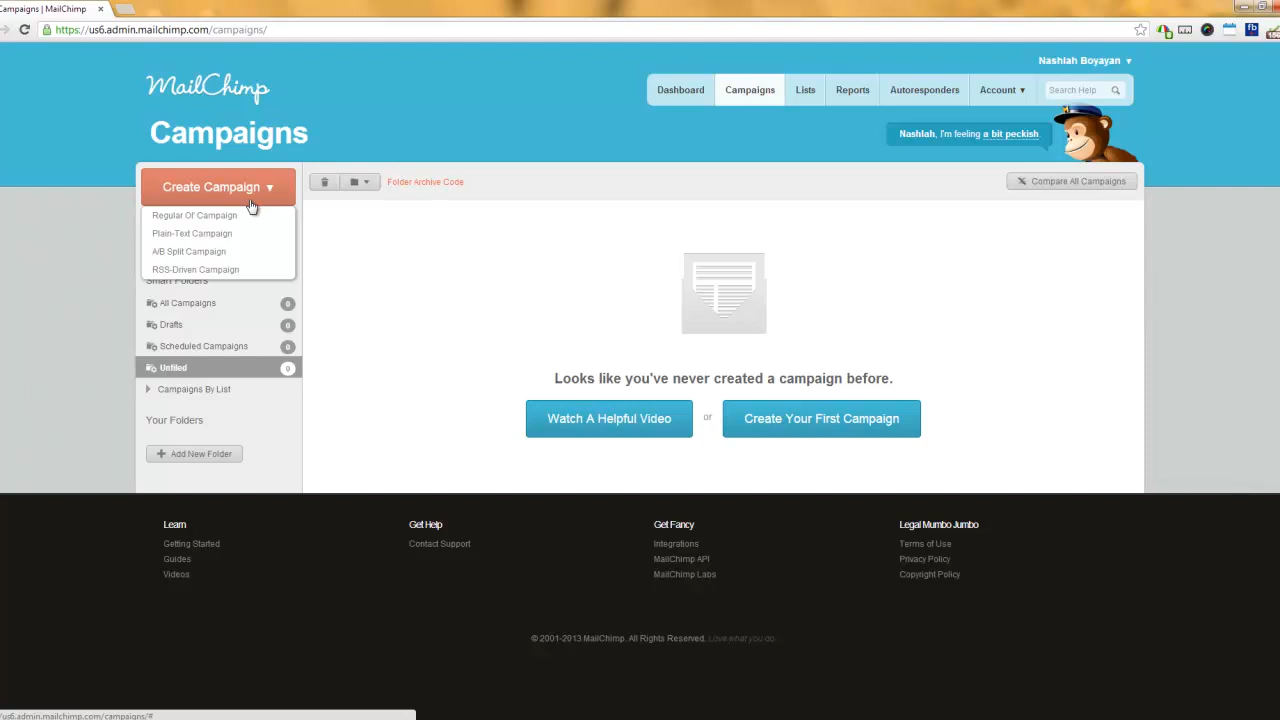 Campaigns | MailChimp
https://us6.admin.mailchimp.com/campaigns/
Nashlah Boyayan
MailChimp
Dashboard Campaigns Lists Reports Autoresponders Account Search Help
Campaigns
Nashlah, I'm feeling a bit peckish.
Create Campaign
Folder Archive Code
Compare All Campaigns
Regular Ol' Campaign
Plain-Text Campaign
A/B Split Campaign
RSS-Driven Campaign
Smart Folders
All Campaigns 0
Drafts 0
Scheduled Campaigns 0
Unfiled 0
Campaigns By List
Your Folders
Add New Folder
Looks like you've never created a campaign before.
Watch A Helpful Video or Create Your First Campaign
Learn
Getting Started
Guides
Videos
Get Help
Contact Support
Get Fancy
Integrations
MailChimp API
MailChimp Labs
Legal Mumbo Jumbo
Terms of Use
Privacy Policy
Copyright Policy
© 2001-2013 MailChimp. All Rights Reserved. Love what you do.
/us6.admin.mailchimp.com/campaigns/#